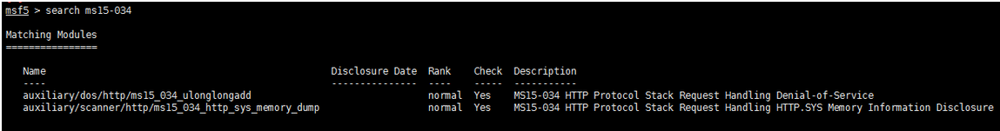 msf5 > search ms15-034
Matching Modules
================
Name Disclosure Date Rank Check Description
---- --------------- ---- ----- -----------
auxiliary/dos/http/ms15_034_ulonglongadd normal Yes MS15-034 HTTP Protocol Stack Request Handling Denial-of-Service
auxiliary/scanner/http/ms15_034_http_sys_memory_dump normal Yes MS15-034 HTTP Protocol Stack Request Handling HTTP.SYS Memory Information Disclosure